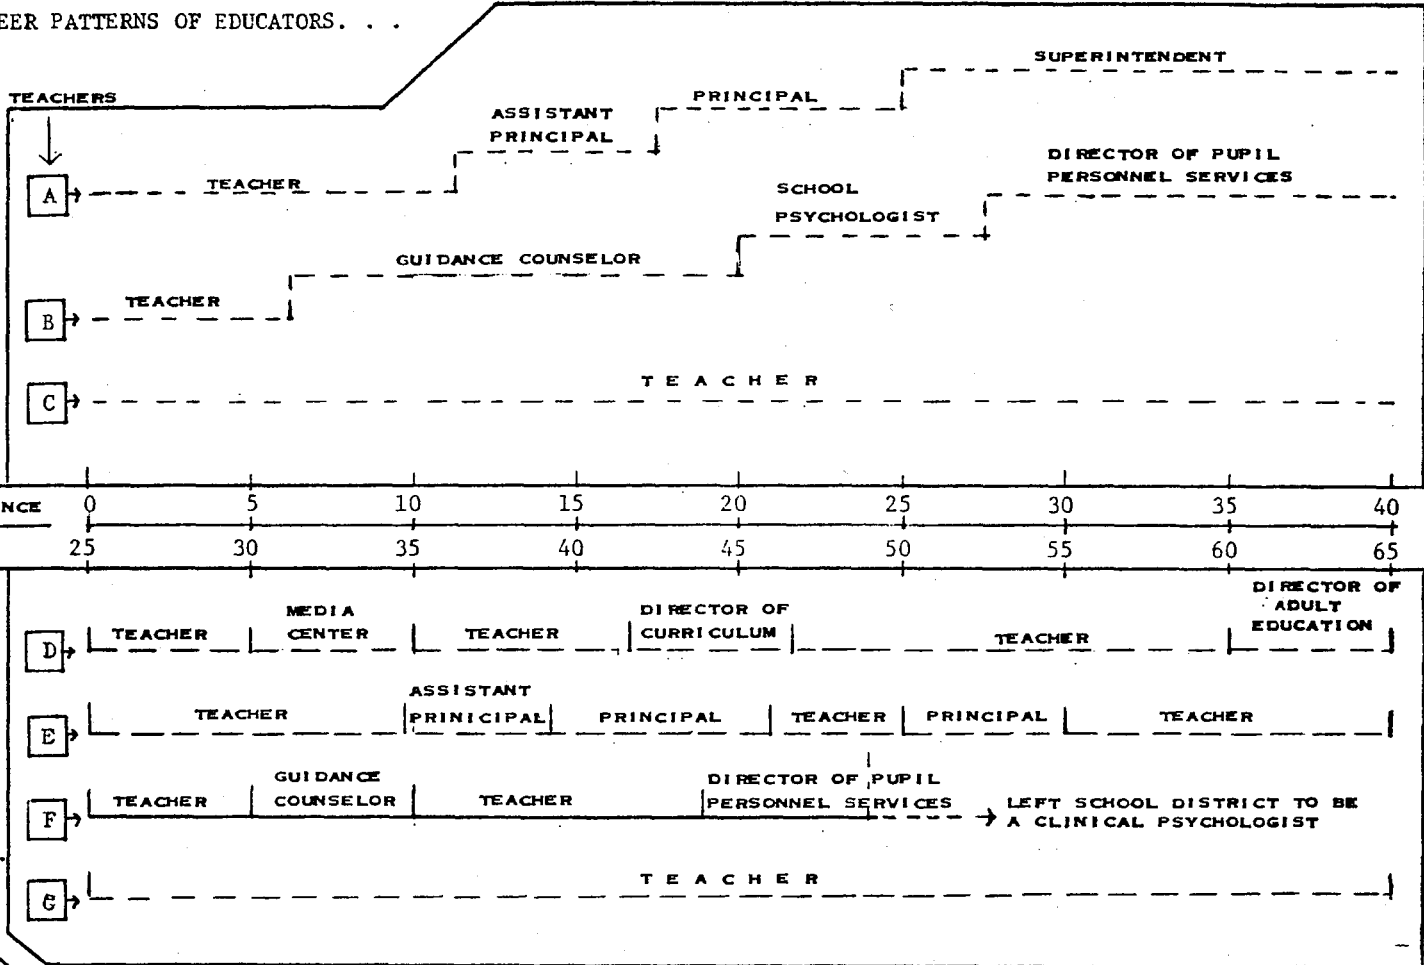 EER PATTERNS OF EDUCATORS. . .
SUPERINTENDENT
TEACHERS
PRINCIPAL
ASSISTANT
PRINCIPAL
DIRECTOR OF PUPIL
PERSONNEL SERVICES
A
TEACHER
SCHOOL
PSYCHOLOGIST
GUIDANCE COUNSELOR
TEACHER
B
TEACHER
C
NCE 0 5 10 15 20 25 30 35 40
25 30 35 40 45 50 55 60 65
D
TEACHER
MEDIA
CENTER
TEACHER
DIRECTOR OF
CURRICULUM
TEACHER
DIRECTOR OF
ADULT
EDUCATION
E
TEACHER
ASSISTANT
PRINICIPAL
PRINCIPAL
TEACHER
PRINCIPAL
TEACHER
F
TEACHER
GUIDANCE
COUNSELOR
TEACHER
DIRECTOR OF PUPIL
PERSONNEL SERVICES
LEFT SCHOOL DISTRICT TO BE
A CLINICAL PSYCHOLOGIST
G
TEACHER